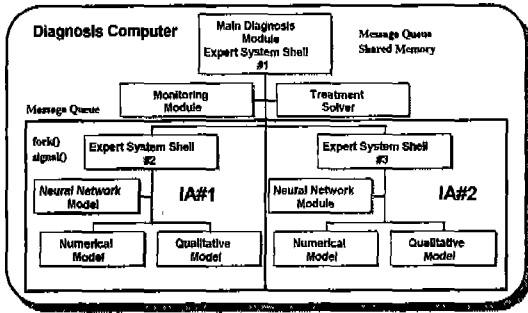 Diagnosis Computer
Main Diagnosis
Module
Expert System Shell
#1
Message Queue
Shared Memory
Monitoring
Module
Treatment
Solver
Message Queue
fork()
signal()
Expert System Shell
#2
Expert System Shell
#3
Neural Network
Model
IA#1
Neural Network
Module
IA#2
Numerical
Model
Qualitative
Model
Numerical
Model
Qualitative
Model